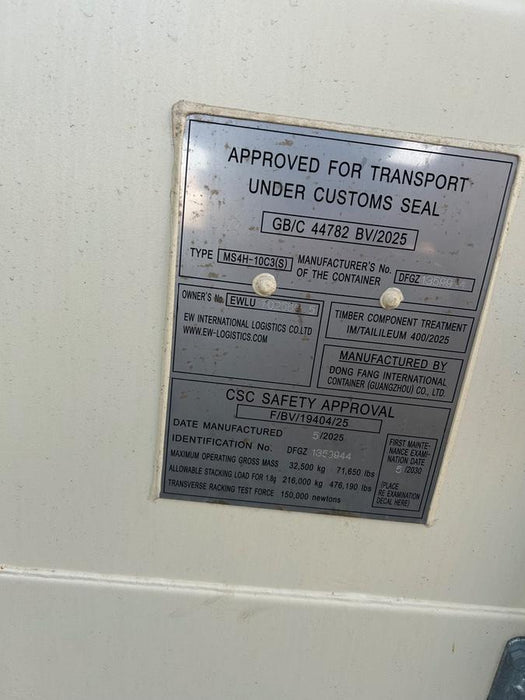 APPROVED FOR TRANSPORT
UNDER CUSTOMS SEAL
GB/C 44782 BV/2025
TYPE MS4H-10C3(S) MANUFACTURER'S No. OF THE CONTAINER DFGZ
OWNER'S No. EWLU
EW INTERNATIONAL LOGISTICS CO.LTD
WWW.EW-LOGISTICS.COM
TIMBER COMPONENT TREATMENT
IM/TAILILEUM 400/2025
MANUFACTURED BY
DONG FANG INTERNATIONAL
CONTAINER (GUANGZHOU) CO., LTD.
CSC SAFETY APPROVAL
F/BV/19404/25
DATE MANUFACTURED 5/2025
IDENTIFICATION No. DFGZ 1353944
MAXIMUM OPERATING GROSS MASS 32,500 kg 71,650 lbs
ALLOWABLE STACKING LOAD FOR 1.8g 216,000 kg 476,190 lbs
TRANSVERSE RACKING TEST FORCE 150,000 newtons
FIRST MAINTE-
NANCE EXAMI-
NATION DATE
5/2030
(PLACE
RE EXAMINATION
DECAL HERE)